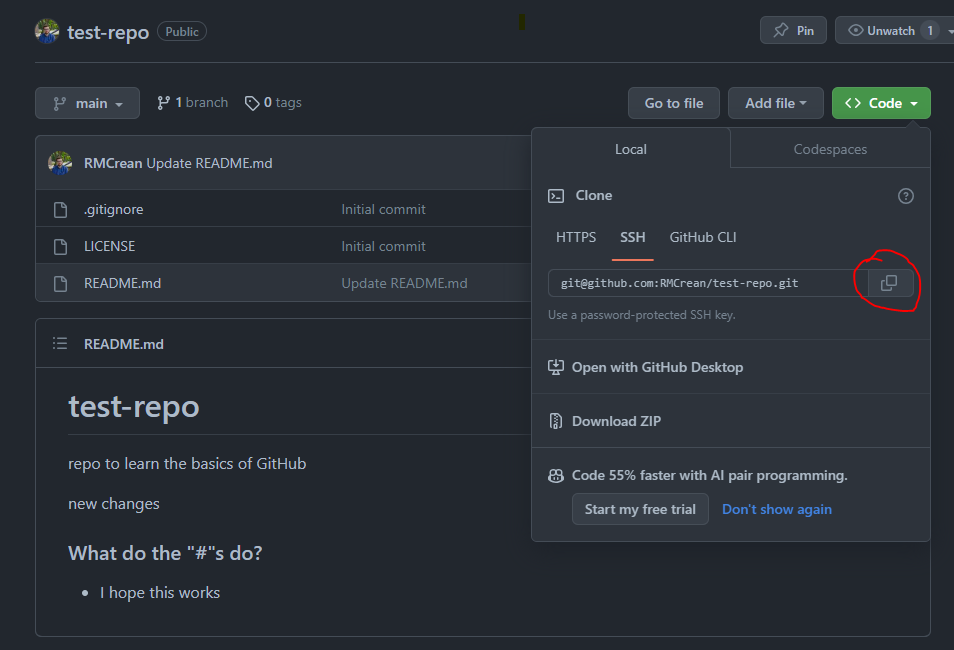 test-repo Public Pin Unwatch 1
main 1 branch 0 tags Go to file Add file <> Code
RMCrean Update README.md
.gitignore Initial commit
LICENSE Initial commit
README.md Update README.md
Local Codespaces
Clone
HTTPS SSH GitHub CLI
git@github.com:RMCrean/test-repo.git
Use a password-protected SSH key.
Open with GitHub Desktop
Download ZIP
Code 55% faster with AI pair programming.
Start my free trial Don't show again
README.md
test-repo
repo to learn the basics of GitHub
new changes
What do the "#"s do?
• I hope this works